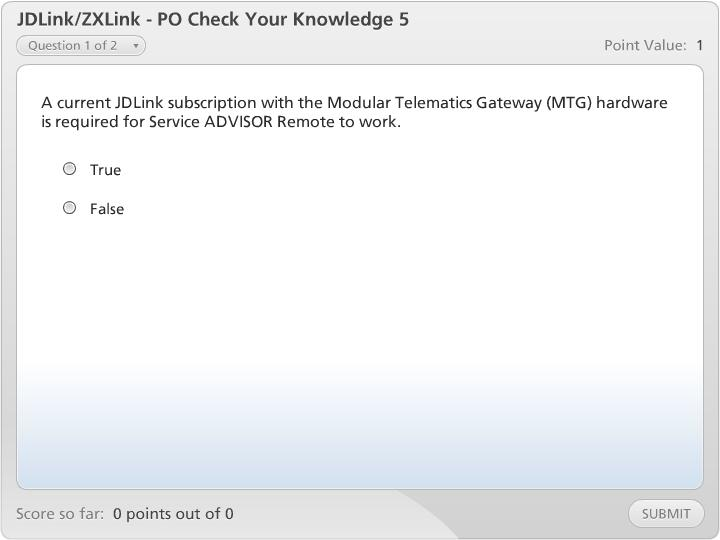 JDLink/ZXLink - PO Check Your Knowledge 5
Question 1 of 2
Point Value: 1
A current JDLink subscription with the Modular Telematics Gateway (MTG) hardware
is required for Service ADVISOR Remote to work.
True
False
Score so far: 0 points out of 0
SUBMIT